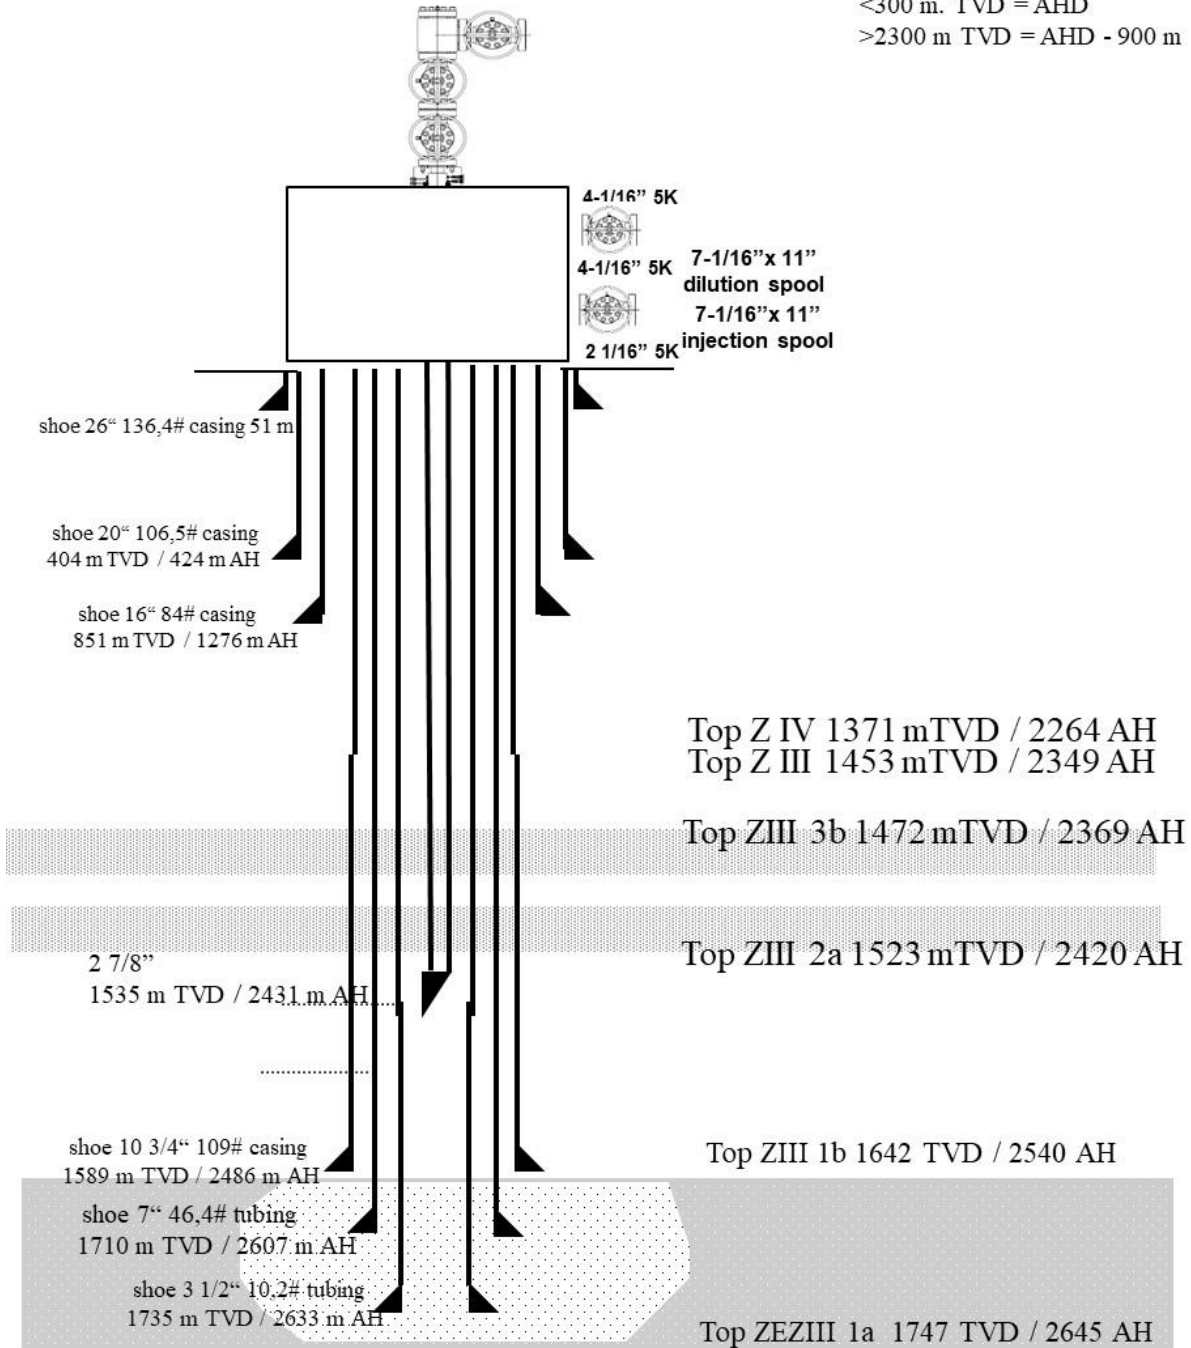 <300 m. TVD = AHD
>2300 m TVD = AHD - 900 m
4-1/16” 5K
4-1/16” 5K
7-1/16”x 11”
dilution spool
7-1/16”x 11”
injection spool
2 1/16” 5K
shoe 26“ 136,4# casing 51 m
shoe 20“ 106,5# casing
404 m TVD / 424 m AH
shoe 16“ 84# casing
851 m TVD / 1276 m AH
Top Z IV 1371 mTVD / 2264 AH
Top Z III 1453 mTVD / 2349 AH
Top ZIII 3b 1472 mTVD / 2369 AH
Top ZIII 2a 1523 mTVD / 2420 AH
2 7/8”
1535 m TVD / 2431 m AH
shoe 10 3/4“ 109# casing
1589 m TVD / 2486 m AH
Top ZIII 1b 1642 TVD / 2540 AH
shoe 7“ 46,4# tubing
1710 m TVD / 2607 m AH
shoe 3 1/2“ 10,2# tubing
1735 m TVD / 2633 m AH
Top ZEZIII 1a 1747 TVD / 2645 AH